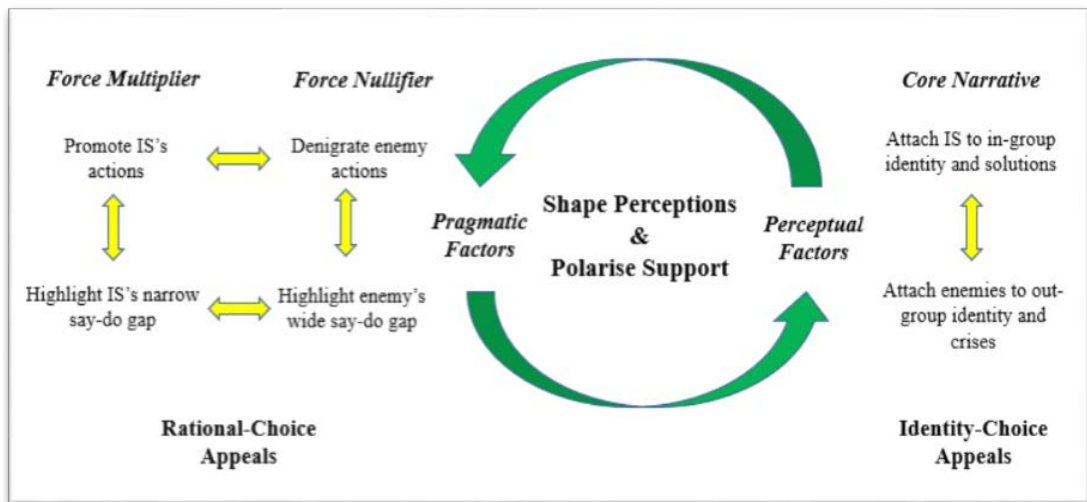 Force Multiplier
Force Nullifier
Core Narrative
Promote IS's
actions
Denigrate enemy
actions
Attach IS to in-group
identity and solutions
Pragmatic
Factors
Shape Perceptions
&
Polarise Support
Perceptual
Factors
Highlight IS's narrow
say-do gap
Highlight enemy's
wide say-do gap
Attach enemies to out-
group identity and
crises
Rational-Choice
Appeals
Identity-Choice
Appeals